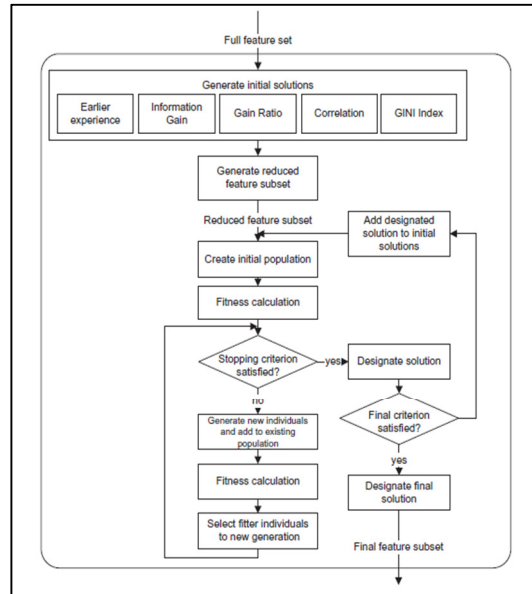 Full feature set
Generate initial solutions
Earlier
experience
Information
Gain
Gain Ratio
Correlation
GINI Index
Generate reduced
feature subset
Reduced feature subset
Add designated
solution to initial
solutions
Create initial population
Fitness calculation
Stopping criterion
satisfied?
yes
Designate solution
no
Final criterion
satisfied?
Generate new individuals
and add to existing
population
yes
Fitness calculation
Designate final
solution
Select fitter individuals
to new generation
Final feature subset